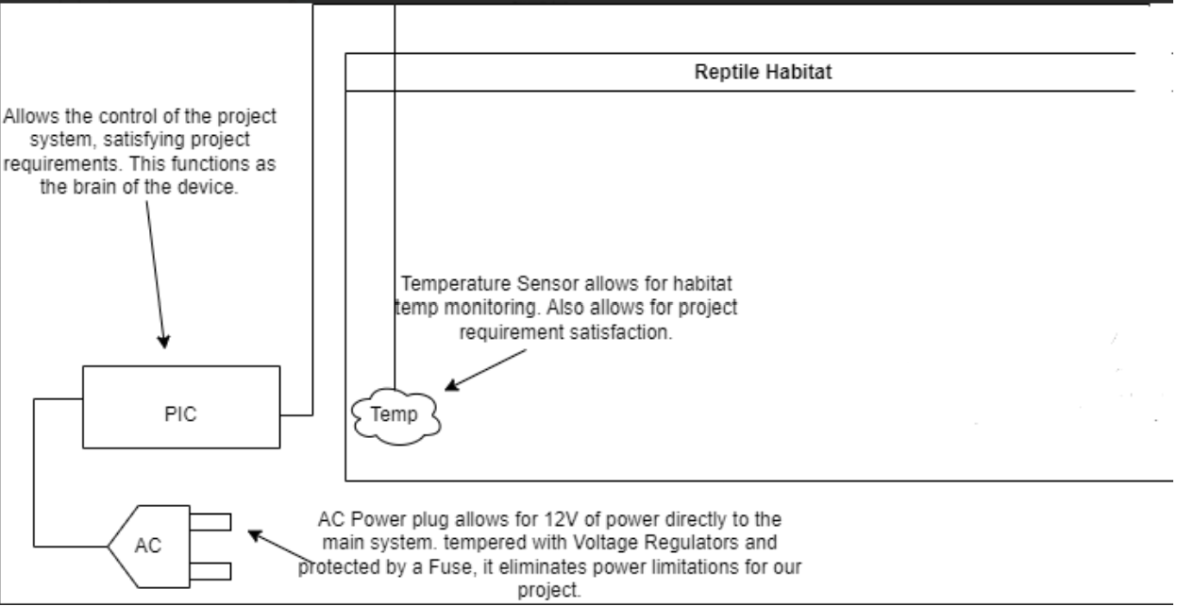 Reptile Habitat
Allows the control of the project
system, satisfying project
requirements. This functions as
the brain of the device.
Temperature Sensor allows for habitat
temp monitoring. Also allows for project
requirement satisfaction.
PIC
Temp
AC Power plug allows for 12V of power directly to the
main system. tempered with Voltage Regulators and
protected by a Fuse, it eliminates power limitations for our
project.
AC